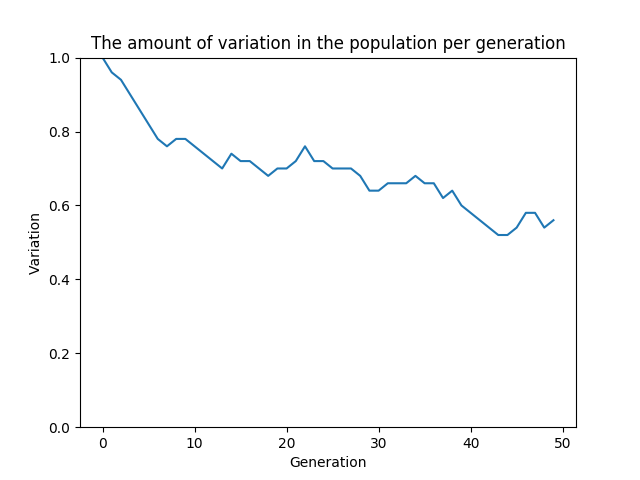 The amount of variation in the population per generation
1.0
0.8
0.6
0.4
0.2
0.0
Variation
0 10 20 30 40 50
Generation